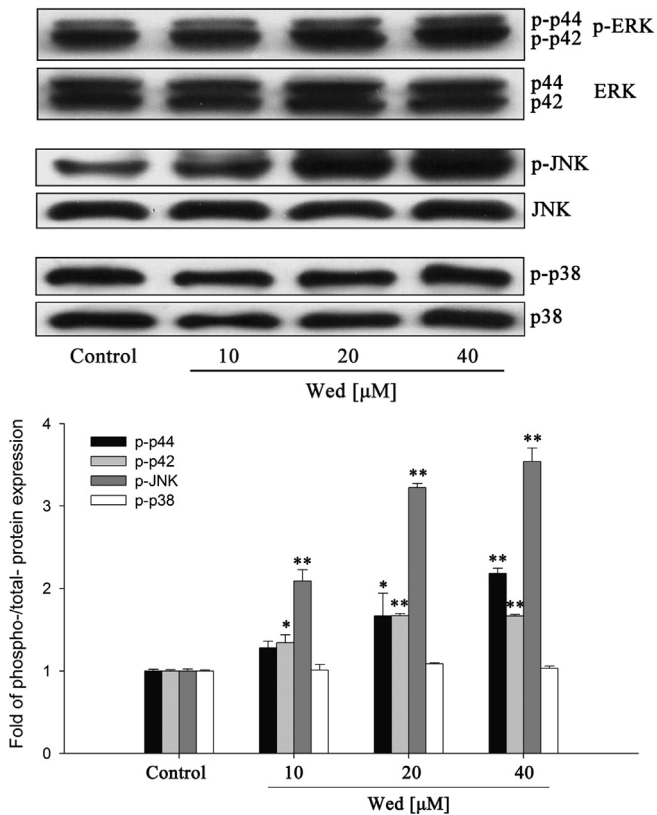 p-p44 p-ERK
p-p42
p44 ERK
p42
p-JNK
JNK
p-p38
p38
Control 10 20 40
Wed [μM]
Fold of phospho-/total- protein expression
4
3
2
1
0
p-p44
p-p42
p-JNK
p-p38
*
**
*
**
**
**
**
**
Control 10 20 40
Wed [μM]